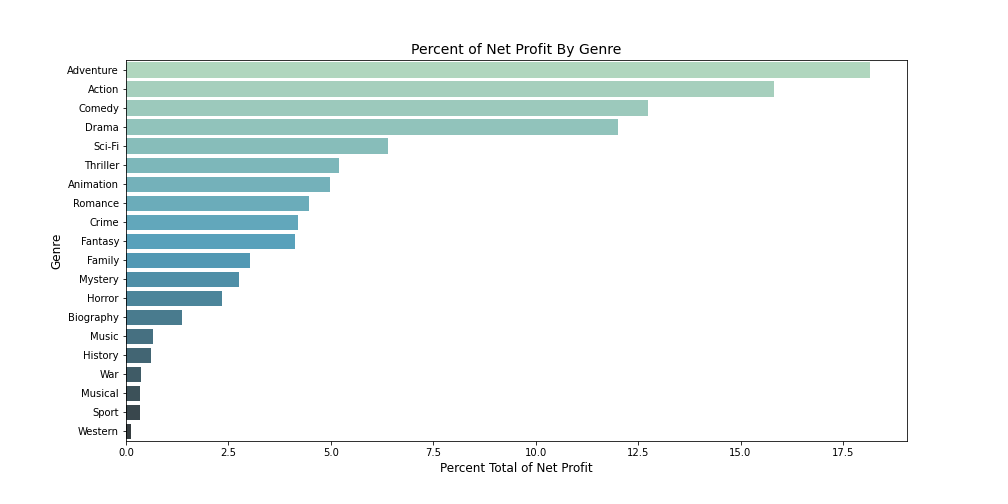 Percent of Net Profit By Genre
Genre
Adventure
Action
Comedy
Drama
Sci-Fi
Thriller
Animation
Romance
Crime
Fantasy
Family
Mystery
Horror
Biography
Music
History
War
Musical
Sport
Western
0.0 2.5 5.0 7.5 10.0 12.5 15.0 17.5
Percent Total of Net Profit